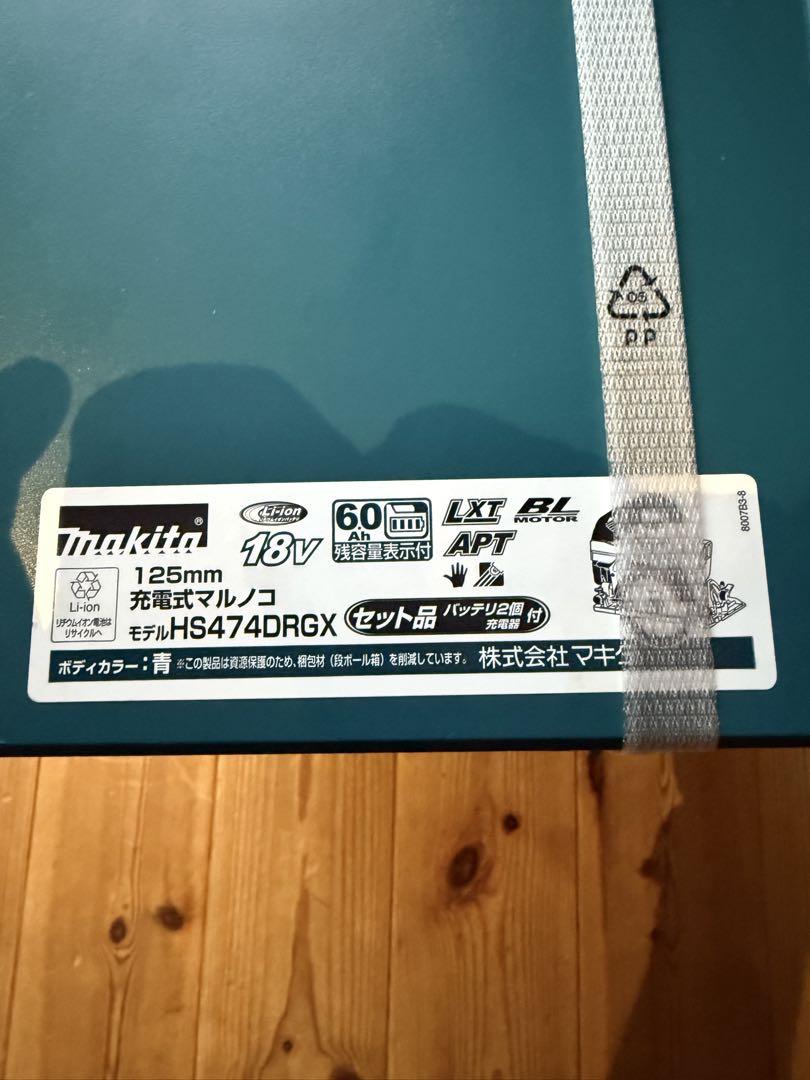 05
PP
8007B3-8
makita®
Li-ion
18V
6.0
Ah
残容量表示付
LXT
BL
MOTOR
APT
Li-ion
リチウムイオン電池は
リサイクルへ
125mm
充電式マルノコ
モデルHS474DRGX
セット品 バッテリ2個
充電器 付
ボディカラー：青 ※この製品は資源保護のため、梱包材（段ボール箱）を削減しています。 株式会社マキタ